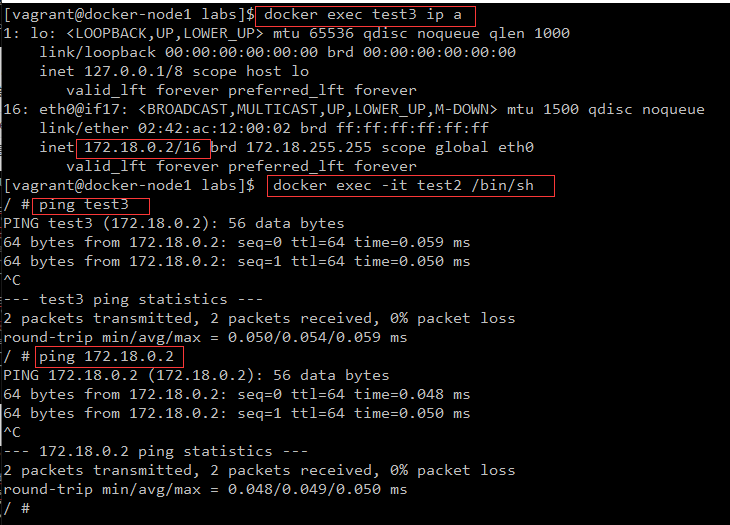 [vagrant@docker-node1 labs]$ docker exec test3 ip a
1: lo: <LOOPBACK,UP,LOWER_UP> mtu 65536 qdisc noqueue qlen 1000
    link/loopback 00:00:00:00:00:00 brd 00:00:00:00:00:00
    inet 127.0.0.1/8 scope host lo
       valid_lft forever preferred_lft forever
16: eth0@if17: <BROADCAST,MULTICAST,UP,LOWER_UP,M-DOWN> mtu 1500 qdisc noqueue
    link/ether 02:42:ac:12:00:02 brd ff:ff:ff:ff:ff:ff
    inet 172.18.0.2/16 brd 172.18.255.255 scope global eth0
       valid_lft forever preferred_lft forever
[vagrant@docker-node1 labs]$  docker exec -it test2 /bin/sh
/ # ping test3
PING test3 (172.18.0.2): 56 data bytes
64 bytes from 172.18.0.2: seq=0 ttl=64 time=0.059 ms
64 bytes from 172.18.0.2: seq=1 ttl=64 time=0.050 ms
^C
--- test3 ping statistics ---
2 packets transmitted, 2 packets received, 0% packet loss
round-trip min/avg/max = 0.050/0.054/0.059 ms
/ # ping 172.18.0.2
PING 172.18.0.2 (172.18.0.2): 56 data bytes
64 bytes from 172.18.0.2: seq=0 ttl=64 time=0.048 ms
64 bytes from 172.18.0.2: seq=1 ttl=64 time=0.050 ms
^C
--- 172.18.0.2 ping statistics ---
2 packets transmitted, 2 packets received, 0% packet loss
round-trip min/avg/max = 0.048/0.049/0.050 ms
/ #